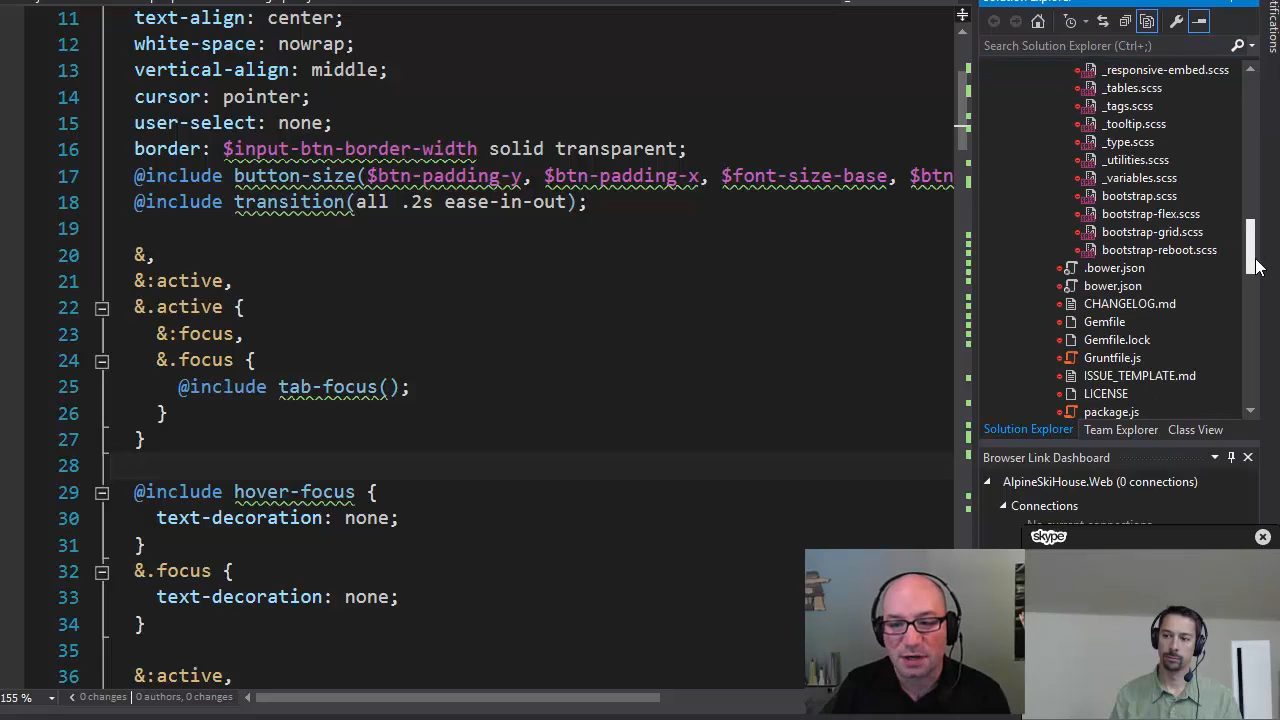 11 text-align: center;
12 white-space: nowrap;
13 vertical-align: middle;
14 cursor: pointer;
15 user-select: none;
16 border: $input-btn-border-width solid transparent;
17 @include button-size($btn-padding-y, $btn-padding-x, $font-size-base, $btn
18 @include transition(all .2s ease-in-out);
19
20 &,
21 &:active,
22 &.active {
23 &:focus,
24 &.focus {
25 @include tab-focus();
26 }
27 }
28
29 @include hover-focus {
30 text-decoration: none;
31 }
32 &.focus {
33 text-decoration: none;
34 }
35
36 &:active,
155 %
0 changes | 0 authors, 0 changes
Search Solution Explorer (Ctrl+;)
_responsive-embed.scss
_tables.scss
_tags.scss
_tooltip.scss
_type.scss
_utilities.scss
_variables.scss
bootstrap.scss
bootstrap-flex.scss
bootstrap-grid.scss
bootstrap-reboot.scss
.bower.json
bower.json
CHANGELOG.md
Gemfile
Gemfile.lock
Gruntfile.js
ISSUE_TEMPLATE.md
LICENSE
package.js
Solution Explorer Team Explorer Class View
Browser Link Dashboard
AlpineSkiHouse.Web (0 connections)
Connections
skype